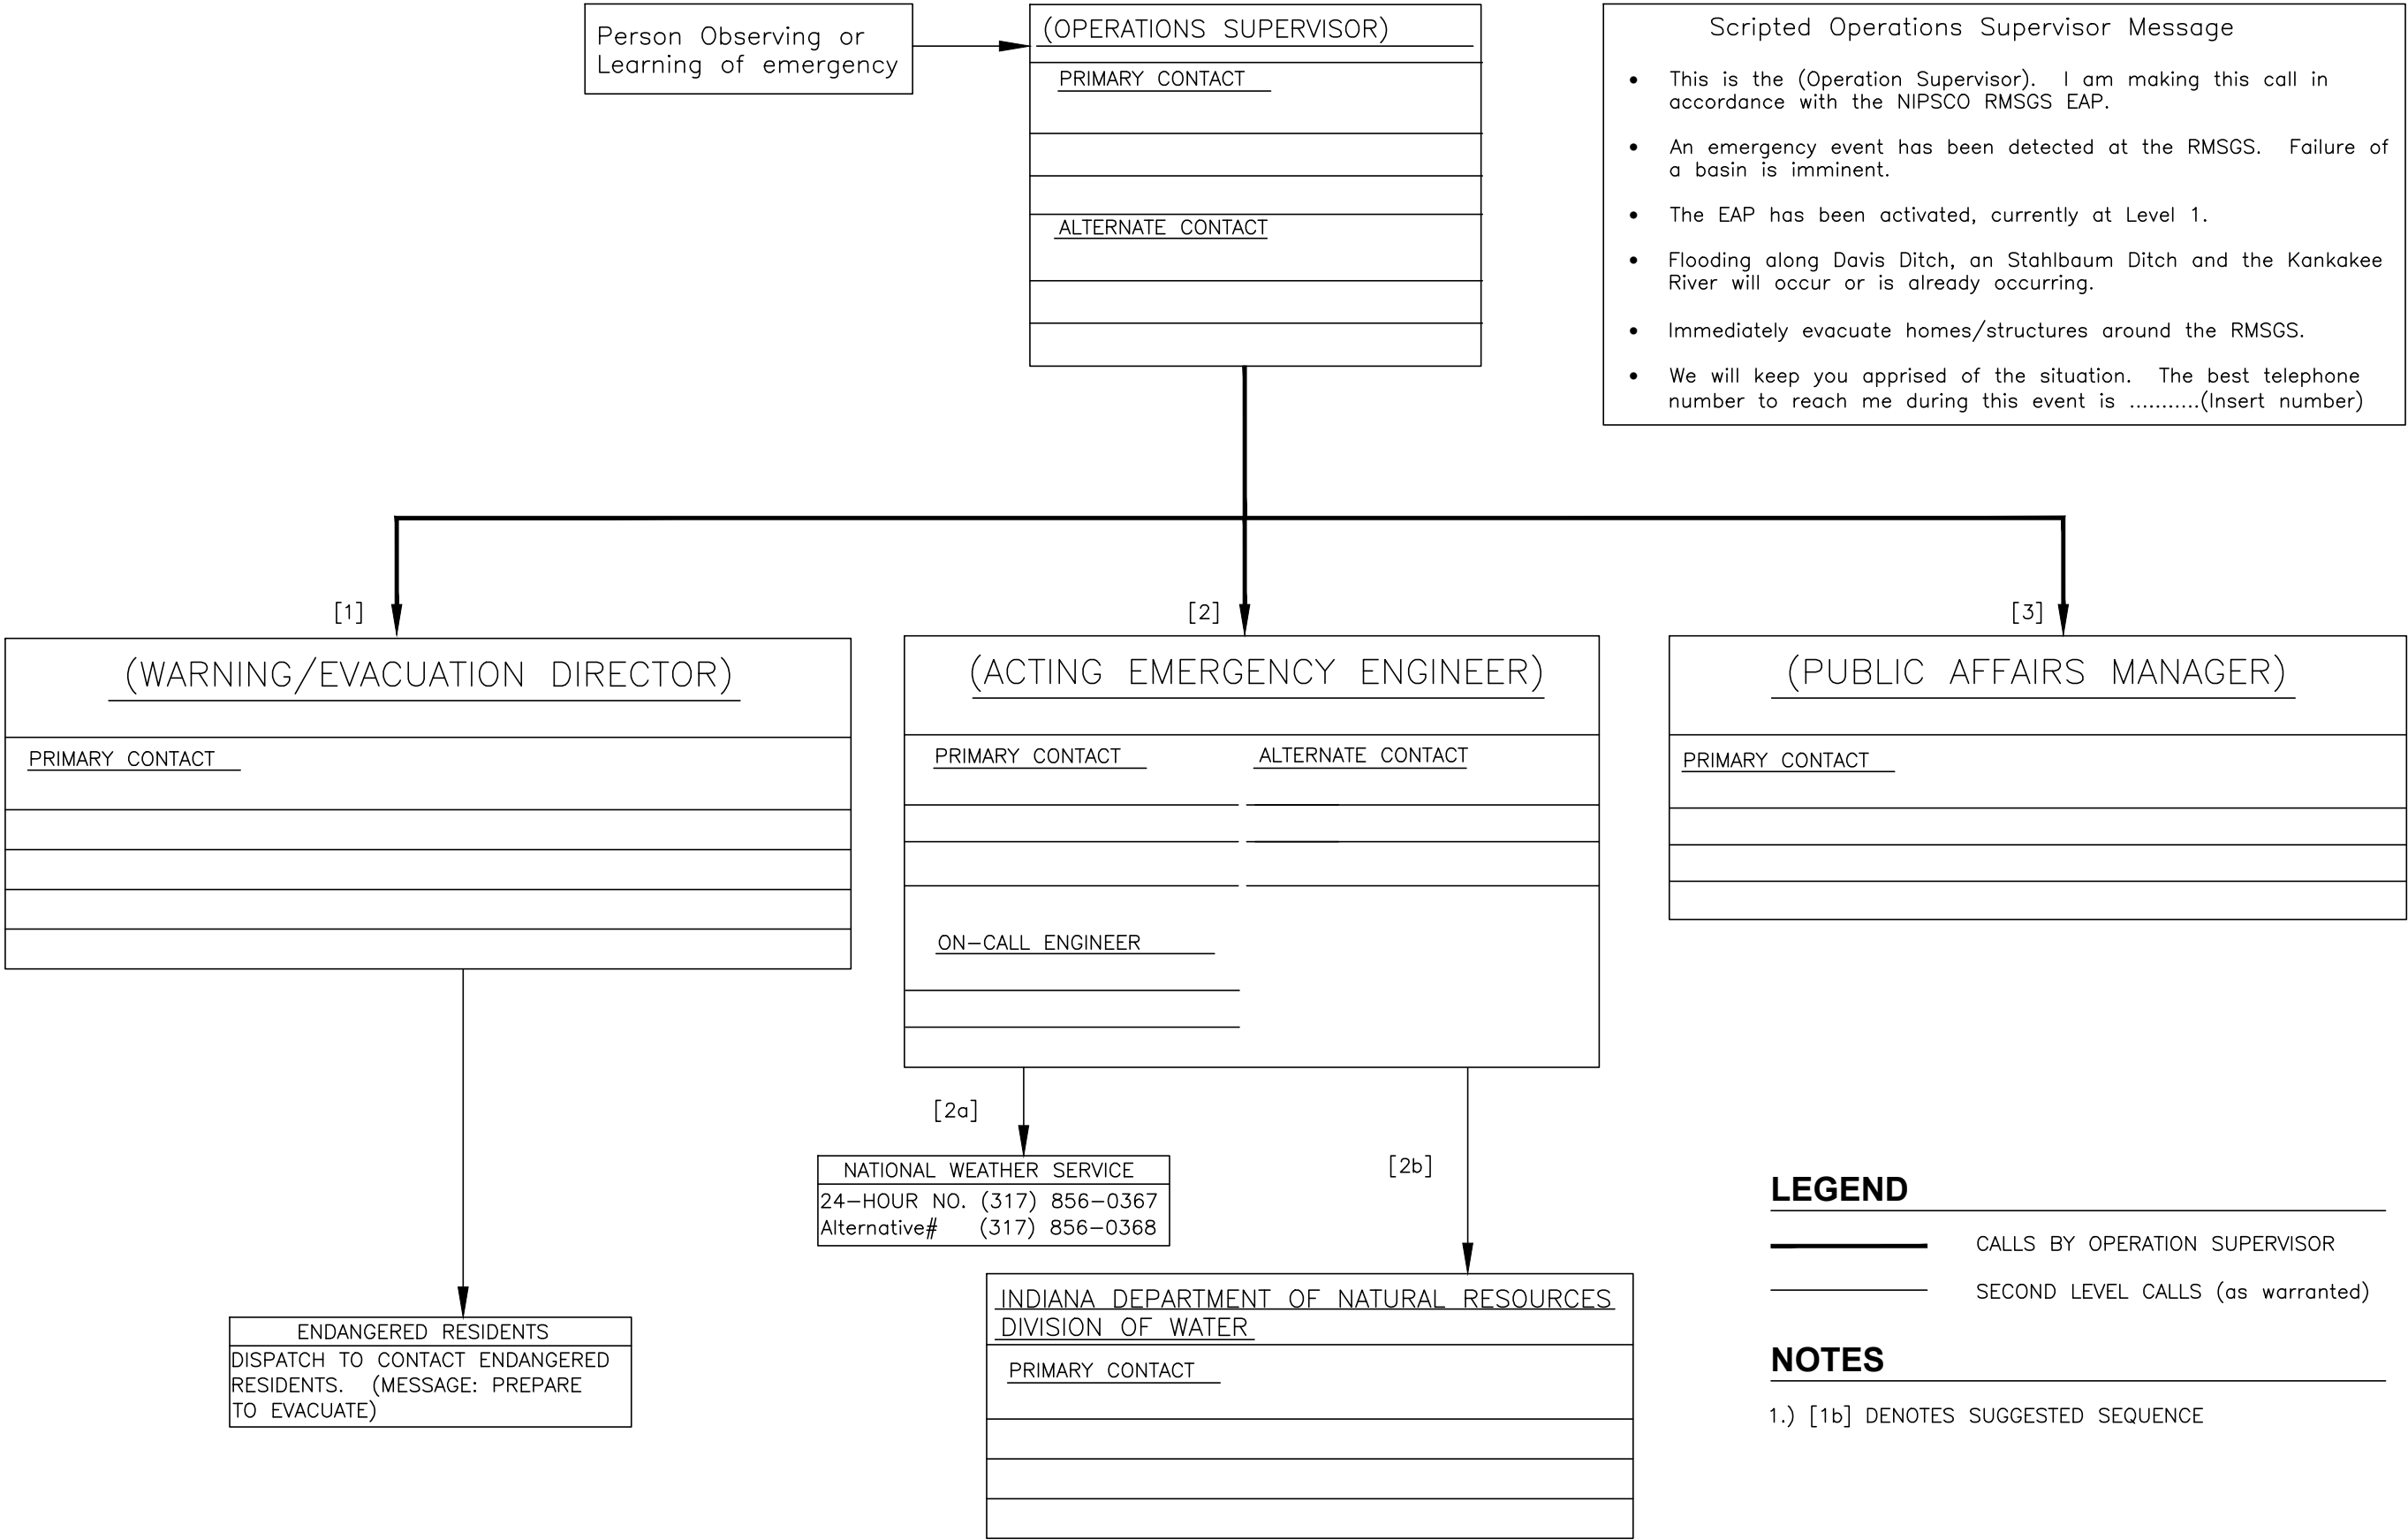 Person Observing or
Learning of emergency
(OPERATIONS SUPERVISOR)
PRIMARY CONTACT
ALTERNATE CONTACT
Scripted Operations Supervisor Message
• This is the (Operation Supervisor). I am making this call in
accordance with the NIPSCO RMSGS EAP.
• An emergency event has been detected at the RMSGS. Failure of
a basin is imminent.
• The EAP has been activated, currently at Level 1.
• Flooding along Davis Ditch, an Stahlbaum Ditch and the Kankakee
River will occur or is already occurring.
• Immediately evacuate homes/structures around the RMSGS.
• We will keep you apprised of the situation. The best telephone
number to reach me during this event is ...........(Insert number)
[1]
(WARNING/EVACUATION DIRECTOR)
PRIMARY CONTACT
[2]
(ACTING EMERGENCY ENGINEER)
PRIMARY CONTACT
ALTERNATE CONTACT
ON-CALL ENGINEER
[3]
(PUBLIC AFFAIRS MANAGER)
PRIMARY CONTACT
[2a]
NATIONAL WEATHER SERVICE
24-HOUR NO. (317) 856-0367
Alternative# (317) 856-0368
[2b]
INDIANA DEPARTMENT OF NATURAL RESOURCES
DIVISION OF WATER
PRIMARY CONTACT
ENDANGERED RESIDENTS
DISPATCH TO CONTACT ENDANGERED
RESIDENTS. (MESSAGE: PREPARE
TO EVACUATE)
LEGEND
CALLS BY OPERATION SUPERVISOR
SECOND LEVEL CALLS (as warranted)
NOTES
1.) [1b] DENOTES SUGGESTED SEQUENCE